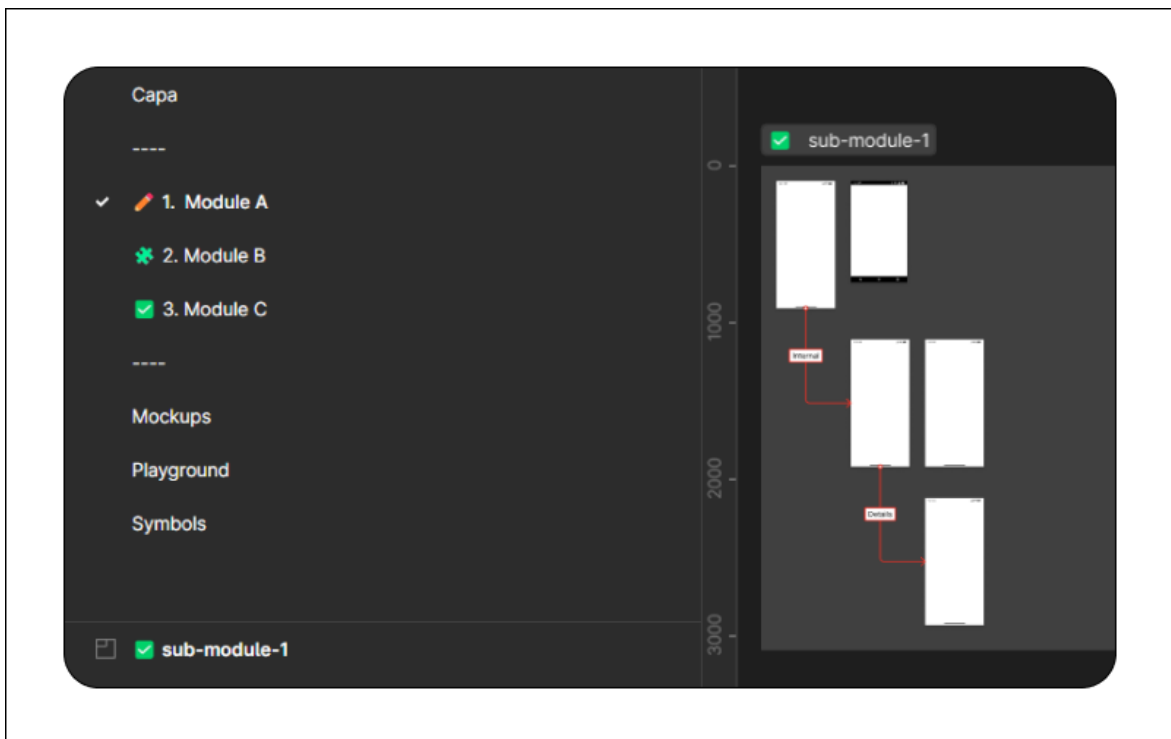 Capa
----
1. Module A
2. Module B
3. Module C
----
Mockups
Playground
Symbols
sub-module-1
0
1000
2000
3000
sub-module-1
Internal
Details